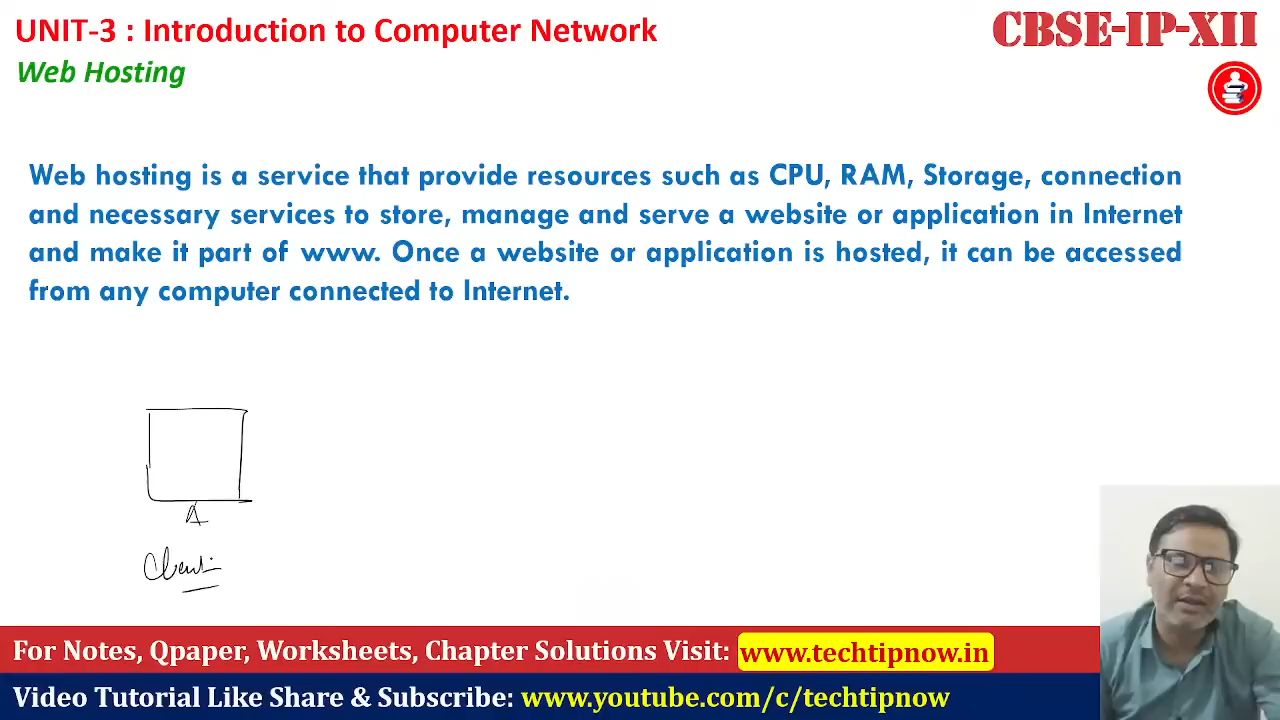 UNIT-3 : Introduction to Computer Network
CBSE-IP-XII
Web Hosting
Web hosting is a service that provide resources such as CPU, RAM, Storage, connection
and necessary services to store, manage and serve a website or application in Internet
and make it part of www. Once a website or application is hosted, it can be accessed
from any computer connected to Internet.
Client
For Notes, Qpaper, Worksheets, Chapter Solutions Visit: www.techtipnow.in
Video Tutorial Like Share & Subscribe: www.youtube.com/c/techtipnow